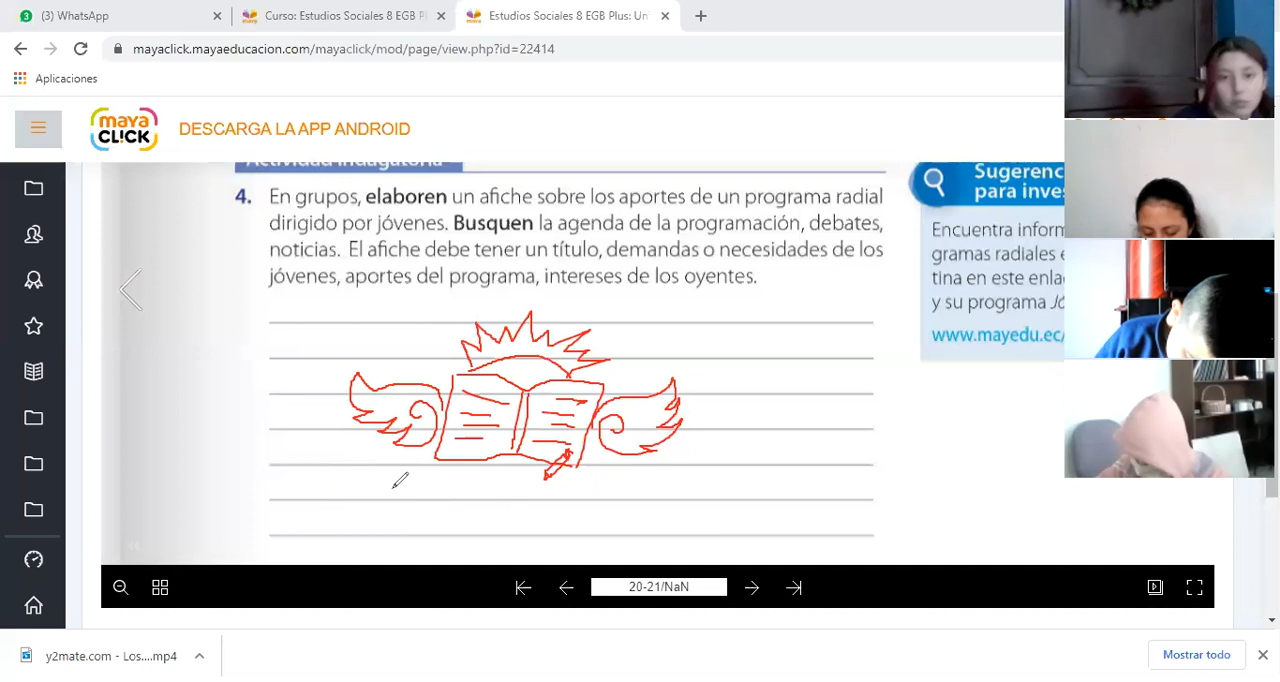 (3) WhatsApp
Curso: Estudios Sociales 8 EGB Pl
Estudios Sociales 8 EGB Plus: Un
mayaclick.mayaeducacion.com/mayaclick/mod/page/view.php?id=22414
Aplicaciones
maya
CL!CK
DESCARGA LA APP ANDROID
Actividad indagatoria
4. En grupos, elaboren un afiche sobre los aportes de un programa radial
dirigido por jóvenes. Busquen la agenda de la programación, debates,
noticias. El afiche debe tener un título, demandas o necesidades de los
jóvenes, aportes del programa, intereses de los oyentes.
Sugerenc
para inves
Encuentra inform
gramas radiales e
tina en este enla
y su programa Jó
www.mayedu.ec/
20-21/NaN
y2mate.com - Los....mp4
Mostrar todo